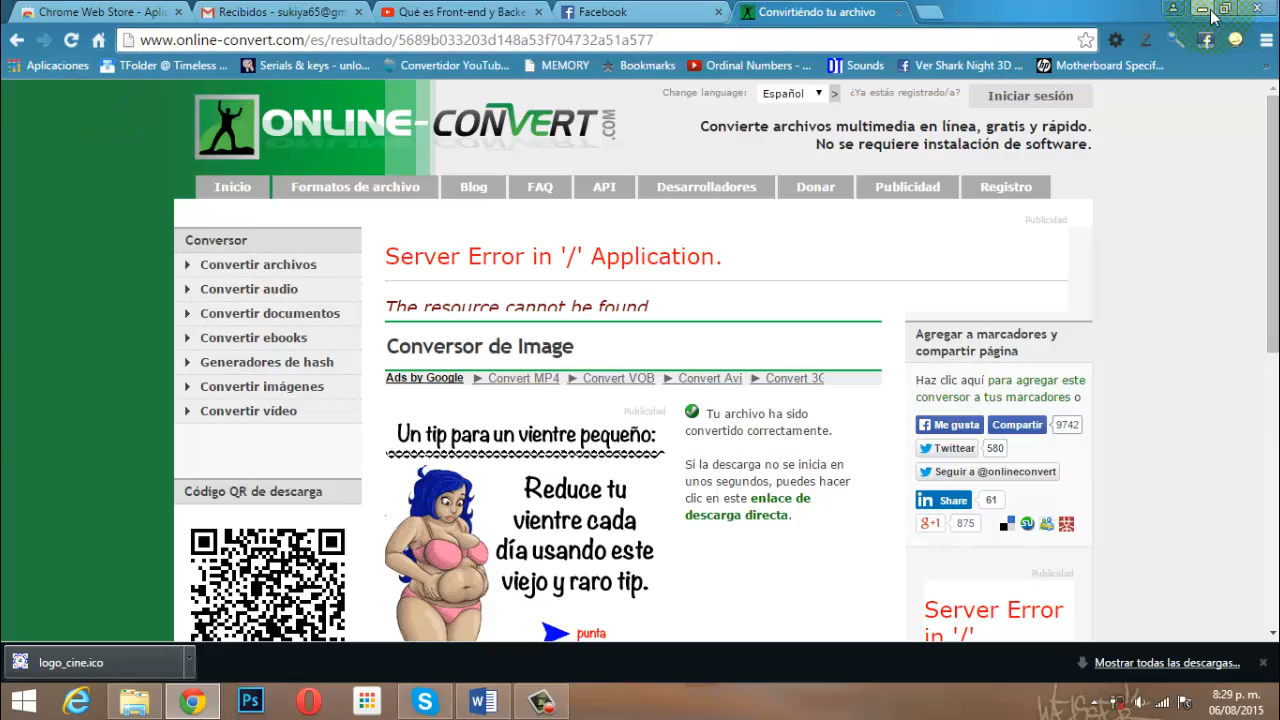 Chrome Web Store - Aplic
Recibidos - sukiya65@gm
Qué es Front-end y Backe
Facebook
Convirtiéndo tu archivo
www.online-convert.com/es/resultado/5689b033203d148a53f704732a51a577
Aplicaciones
TFolder @ Timeless ...
Serials & keys - unlo...
Convertidor YouTub...
MEMORY
Bookmarks
Ordinal Numbers - ...
Sounds
Ver Shark Night 3D ...
Motherboard Specif...
»
ONLINE-CONVERT.COM
Change language:
Español
>
¿Ya estás registrado/a?
Iniciar sesión
Convierte archivos multimedia en línea, gratis y rápido.
No se requiere instalación de software.
Inicio
Formatos de archivo
Blog
FAQ
API
Desarrolladores
Donar
Publicidad
Registro
Publicidad
Conversor
Convertir archivos
Convertir audio
Convertir documentos
Convertir ebooks
Generadores de hash
Convertir imágenes
Convertir vídeo
Código QR de descarga
Server Error in '/' Application.
The resource cannot be found
Conversor de Image
Ads by Google
Convert MP4
Convert VOB
Convert Avi
Convert 3G
Publicidad
Un tip para un vientre pequeño:
Reduce tu
vientre cada
día usando este
viejo y raro tip.
punta
Tu archivo ha sido
convertido correctamente.
Si la descarga no se inicia en
unos segundos, puedes hacer
clic en este enlace de
descarga directa.
Agregar a marcadores y
compartir página
Haz clic aquí para agregar este
conversor a tus marcadores o
Me gusta
Compartir
9742
Twittear
580
Seguir a @onlineconvert
Share
61
+1
875
Publicidad
Server Error
in '/'
logo_cine.ico
Mostrar todas las descargas...
8:29 p. m.
06/08/2015